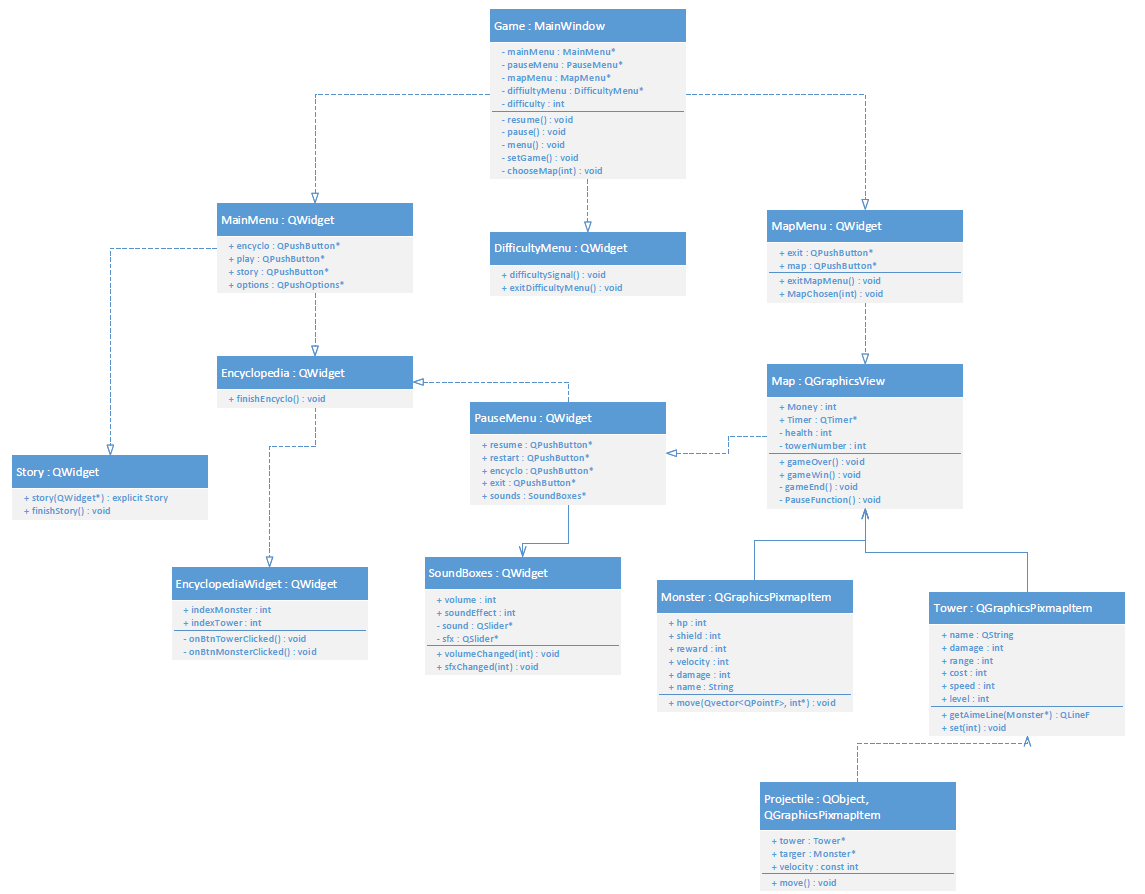 Game : MainWindow
- mainMenu : MainMenu*
- pauseMenu : PauseMenu*
- mapMenu : MapMenu*
- diffiultyMenu : DifficultyMenu*
- difficulty : int
- resume() : void
- pause() : void
- menu() : void
- setGame() : void
- chooseMap(int) : void
MainMenu : QWidget
+ encyclo : QPushButton*
+ play : QPushButton*
+ story : QPushButton*
+ options : QPushOptions*
DifficultyMenu : QWidget
+ difficultySignal() : void
+ exitDifficultyMenu() : void
MapMenu : QWidget
+ exit : QPushButton*
+ map : QPushButton*
+ exitMapMenu() : void
+ MapChosen(int) : void
Encyclopedia : QWidget
+ finishEncyclo() : void
Map : QGraphicsView
+ Money : int
+ Timer : QTimer*
- health : int
- towerNumber : int
+ gameOver() : void
+ gameWin() : void
- gameEnd() : void
- PauseFunction() : void
PauseMenu : QWidget
+ resume : QPushButton*
+ restart : QPushButton*
+ encyclo : QPushButton*
+ exit : QPushButton*
+ sounds : SoundBoxes*
Story : QWidget
+ story(QWidget*) : explicit Story
+ finishStory() : void
EncyclopediaWidget : QWidget
+ indexMonster : int
+ indexTower : int
- onBtnTowerClicked() : void
- onBtnMonsterClicked() : void
SoundBoxes : QWidget
+ volume : int
+ soundEffect : int
- sound : QSlider*
- sfx : QSlider*
+ volumeChanged(int) : void
+ sfxChanged(int) : void
Monster : QGraphicsPixmapItem
+ hp : int
+ shield : int
+ reward : int
+ velocity : int
+ damage : int
+ name : String
+ move(Qvector<QPointF>, int*) : void
Tower : QGraphicsPixmapItem
+ name : QString
+ damage : int
+ range : int
+ cost : int
+ speed : int
+ level : int
+ getAimeLine(Monster*) : QLineF
+ set(int) : void
Projectile : QObject,
QGraphicsPixmapItem
+ tower : Tower*
+ targer : Monster*
+ velocity : const int
+ move() : void